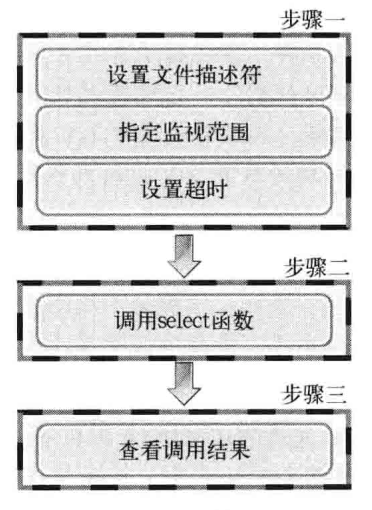 步骤一
设置文件描述符
指定监视范围
设置超时
步骤二
调用select函数
步骤三
查看调用结果